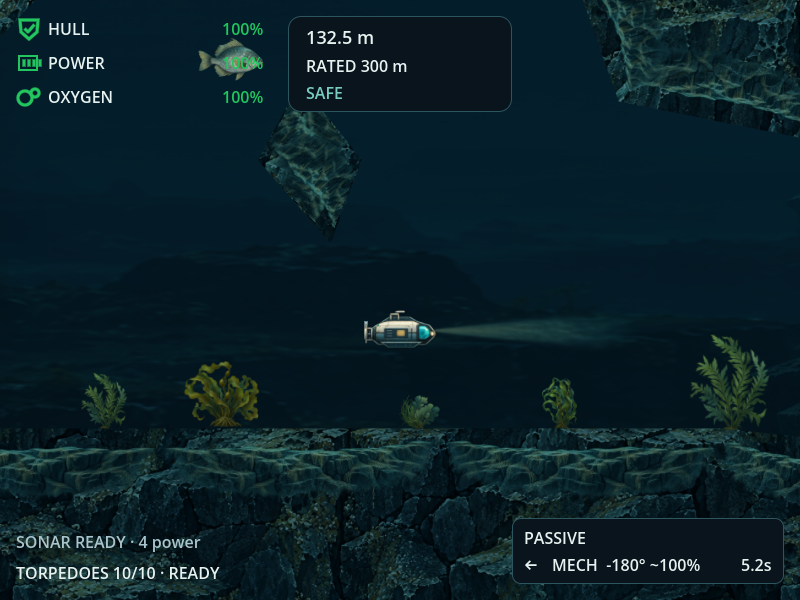 HULL 100%
POWER 100%
OXYGEN 100%
132.5 m
RATED 300 m
SAFE
SONAR READY · 4 power
TORPEDOES 10/10 · READY
PASSIVE
← MECH -180° ~100% 5.2s